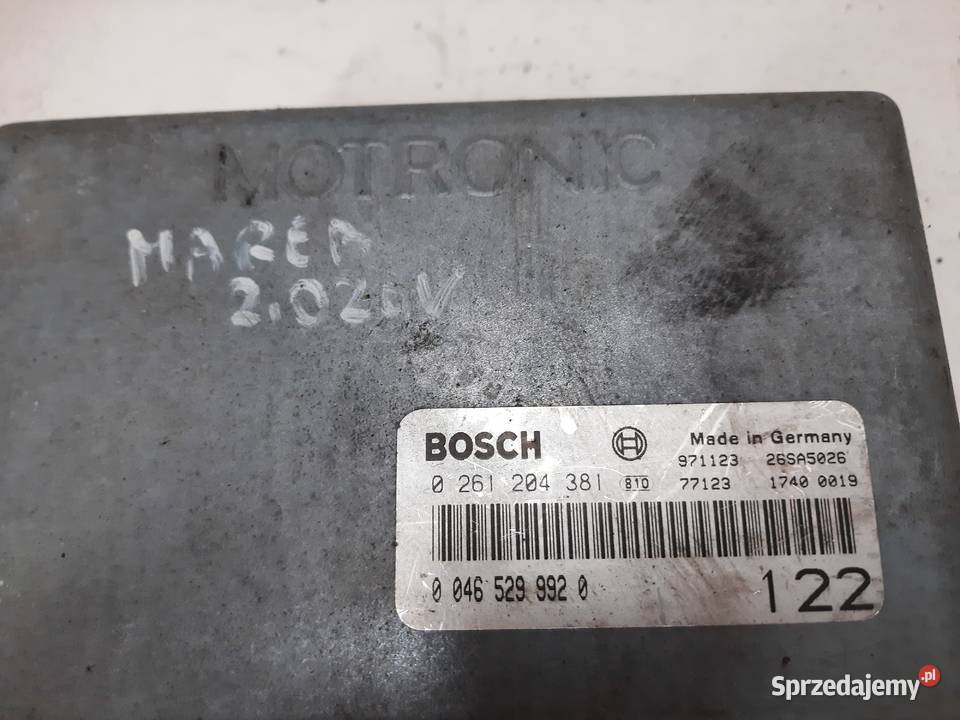 MOTRONIC
MAREA
2.0 20V
BOSCH Made in Germany
971123 26SA5026
0 261 204 381 810 77123 1740 0019
0 046 529 992 0 122
Sprzedajemy.pl